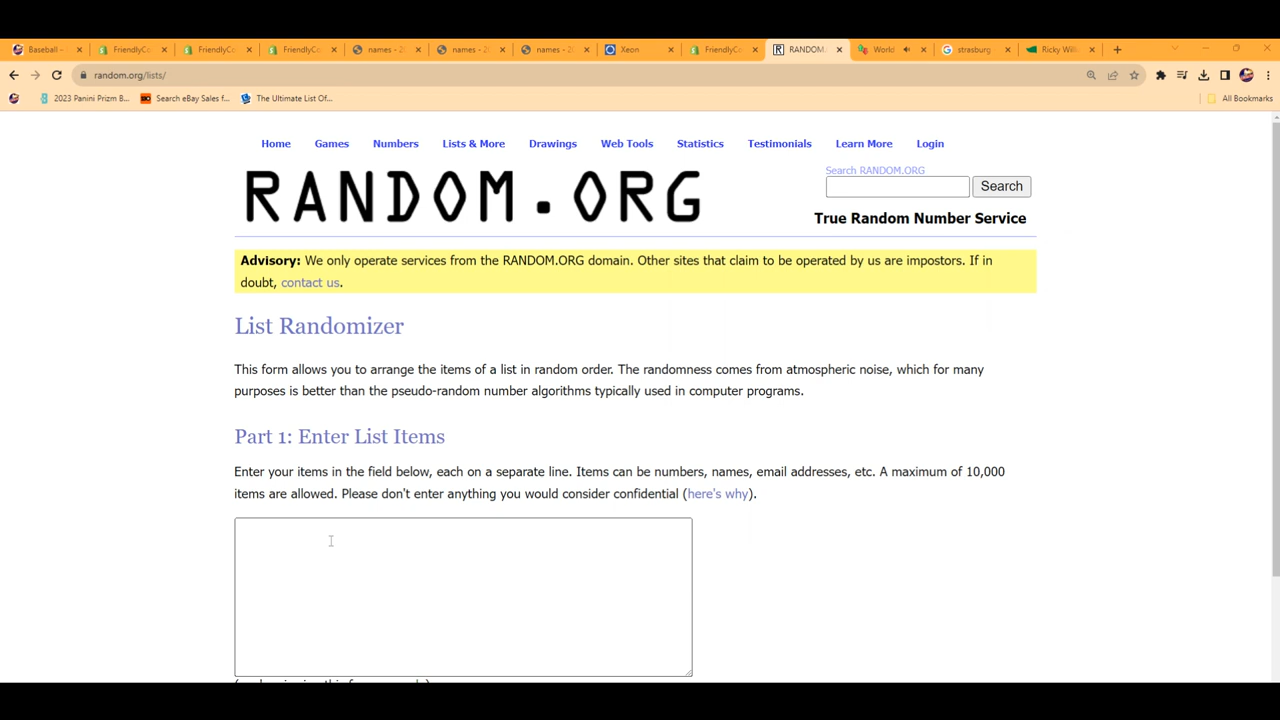 Baseball -
FriendlyCo
FriendlyCo
FriendlyCo
names - 2
names - 2
names - 2
Xeon
FriendlyCo
RANDOM.
World
strasburg
Ricky Will
random.org/lists/
2023 Panini Prizm B...
Search eBay Sales f...
The Ultimate List Of...
All Bookmarks
Home Games Numbers Lists & More Drawings Web Tools Statistics Testimonials Learn More Login
RANDOM.ORG
Search RANDOM.ORG
Search
True Random Number Service
Advisory: We only operate services from the RANDOM.ORG domain. Other sites that claim to be operated by us are impostors. If in
doubt, contact us.
List Randomizer
This form allows you to arrange the items of a list in random order. The randomness comes from atmospheric noise, which for many
purposes is better than the pseudo-random number algorithms typically used in computer programs.
Part 1: Enter List Items
Enter your items in the field below, each on a separate line. Items can be numbers, names, email addresses, etc. A maximum of 10,000
items are allowed. Please don't enter anything you would consider confidential (here's why).